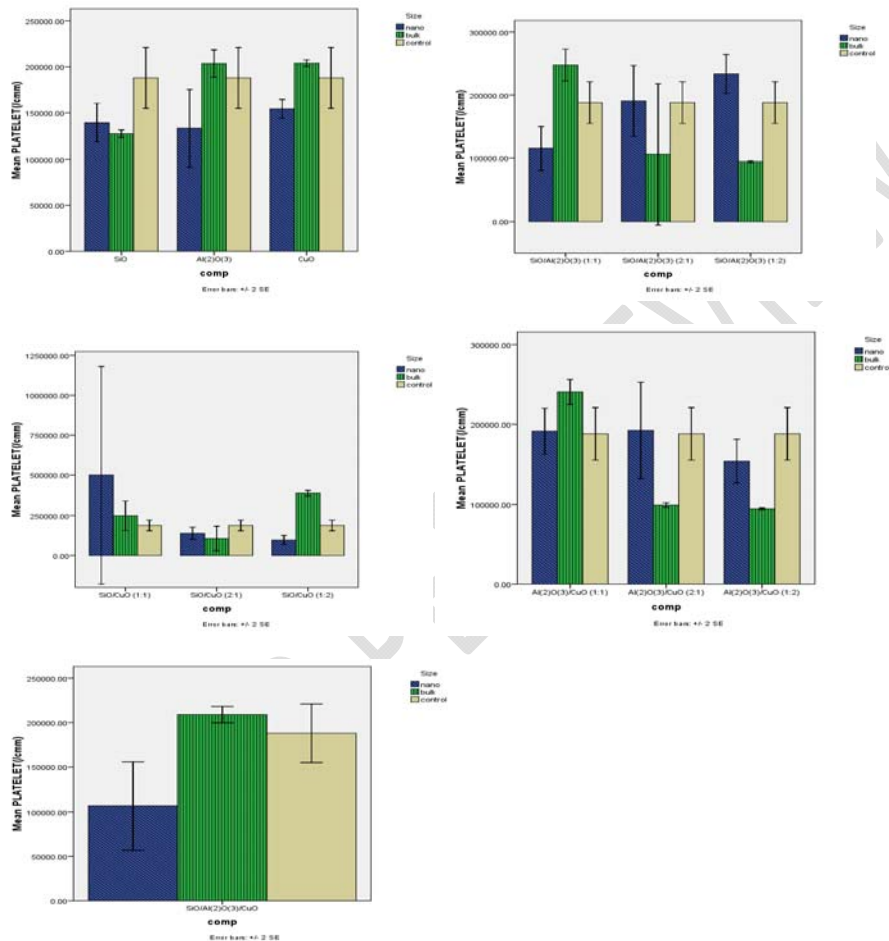 Size
nano
bulk
control
250000.00
200000.00
150000.00
100000.00
50000.00
0.00
Mean PLATELET(/cmm)
SiO Al(2)O(3) CuO
comp
Error bars: +/- 2 SE
Size
nano
bulk
control
300000.00
200000.00
100000.00
0.00
Mean PLATELET(/cmm)
SiO/Al(2)O(3) (1:1) SiO/Al(2)O(3) (2:1) SiO/Al(2)O(3) (1:2)
comp
Error bars: +/- 2 SE
Size
nano
bulk
control
1250000.00
1000000.00
750000.00
500000.00
250000.00
0.00
Mean PLATELET(/cmm)
SiO/CuO (1:1) SiO/CuO (2:1) SiO/CuO (1:2)
comp
Error bars: +/- 2 SE
Size
nano
bulk
control
300000.00
200000.00
100000.00
0.00
Mean PLATELET(/cmm)
Al(2)O(3)/CuO (1:1) Al(2)O(3)/CuO (2:1) Al(2)O(3)/CuO (1:2)
comp
Error bars: +/- 2 SE
Size
nano
bulk
control
250000.00
200000.00
150000.00
100000.00
50000.00
0.00
Mean PLATELET(/cmm)
SiO/Al(2)O(3)/CuO
comp
Error bars: +/- 2 SE